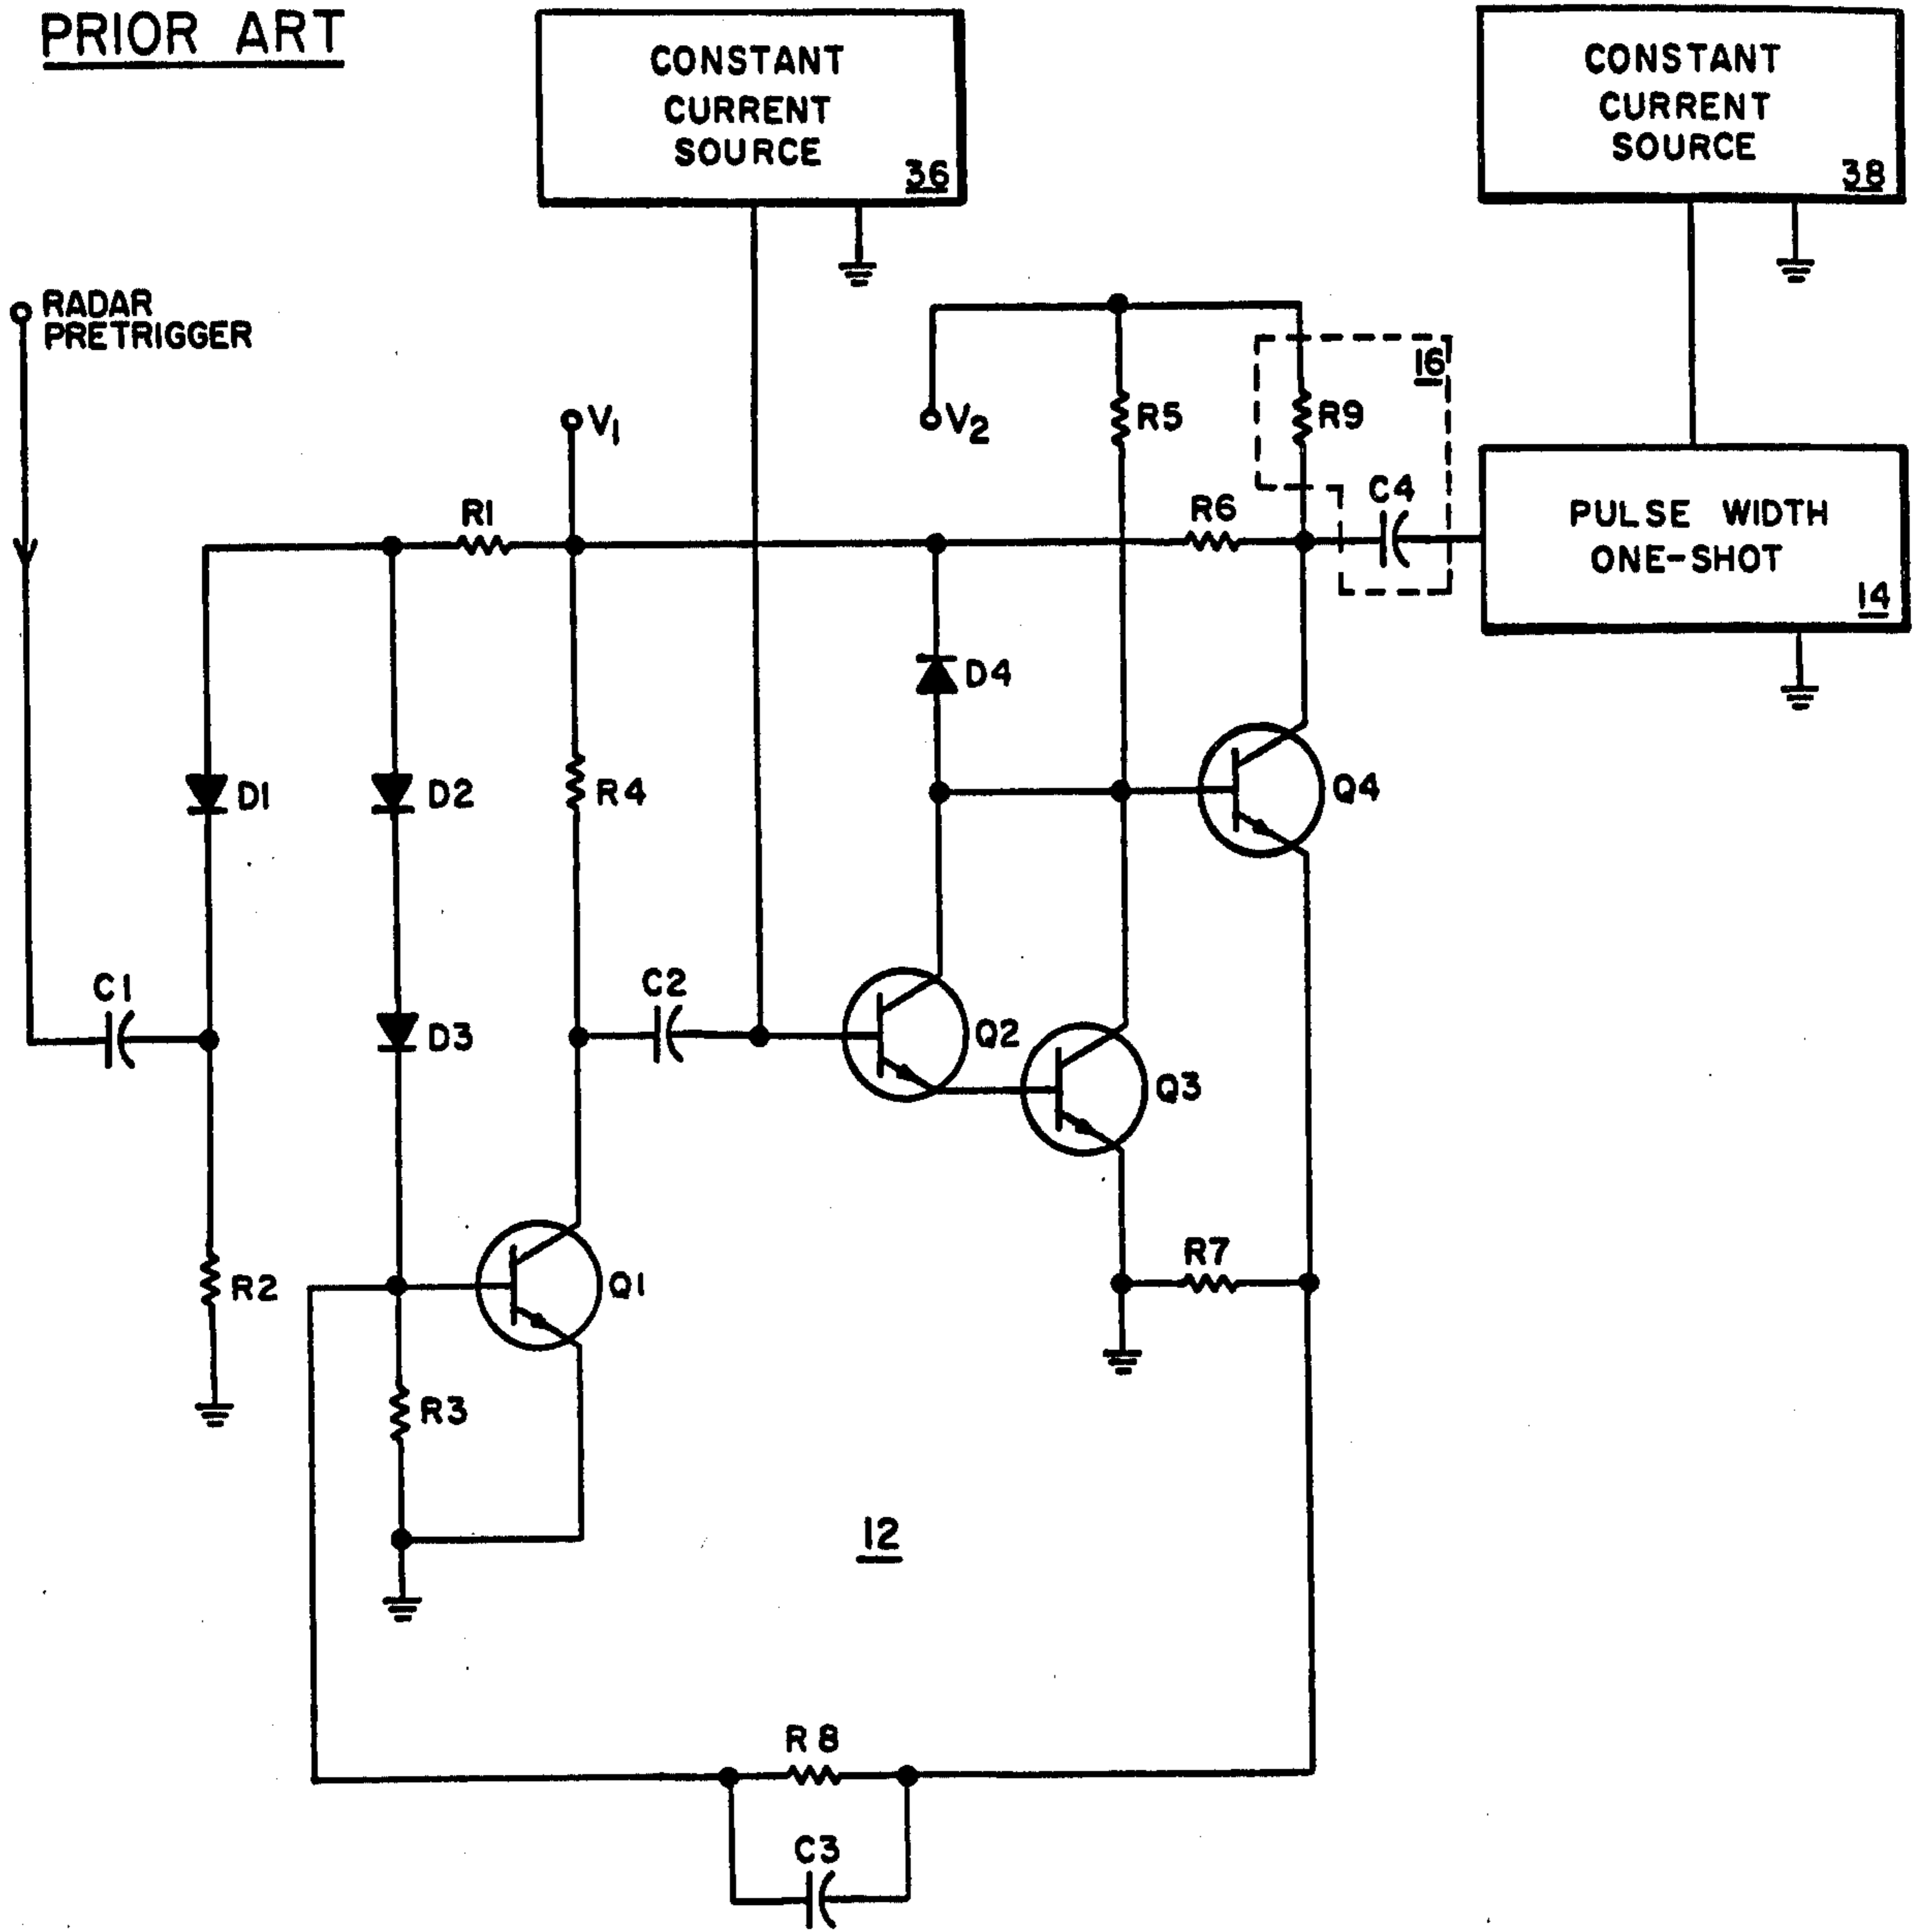 PRIOR ART
CONSTANT
CURRENT
SOURCE
36
CONSTANT
CURRENT
SOURCE
38
RADAR
PRETRIGGER
16
V1
V2
R5
R9
R1
R6
C4
PULSE WIDTH
ONE-SHOT
14
D4
D1
D2
R4
Q4
C1
D3
C2
Q2
Q3
R2
Q1
R7
R3
12
R8
C3